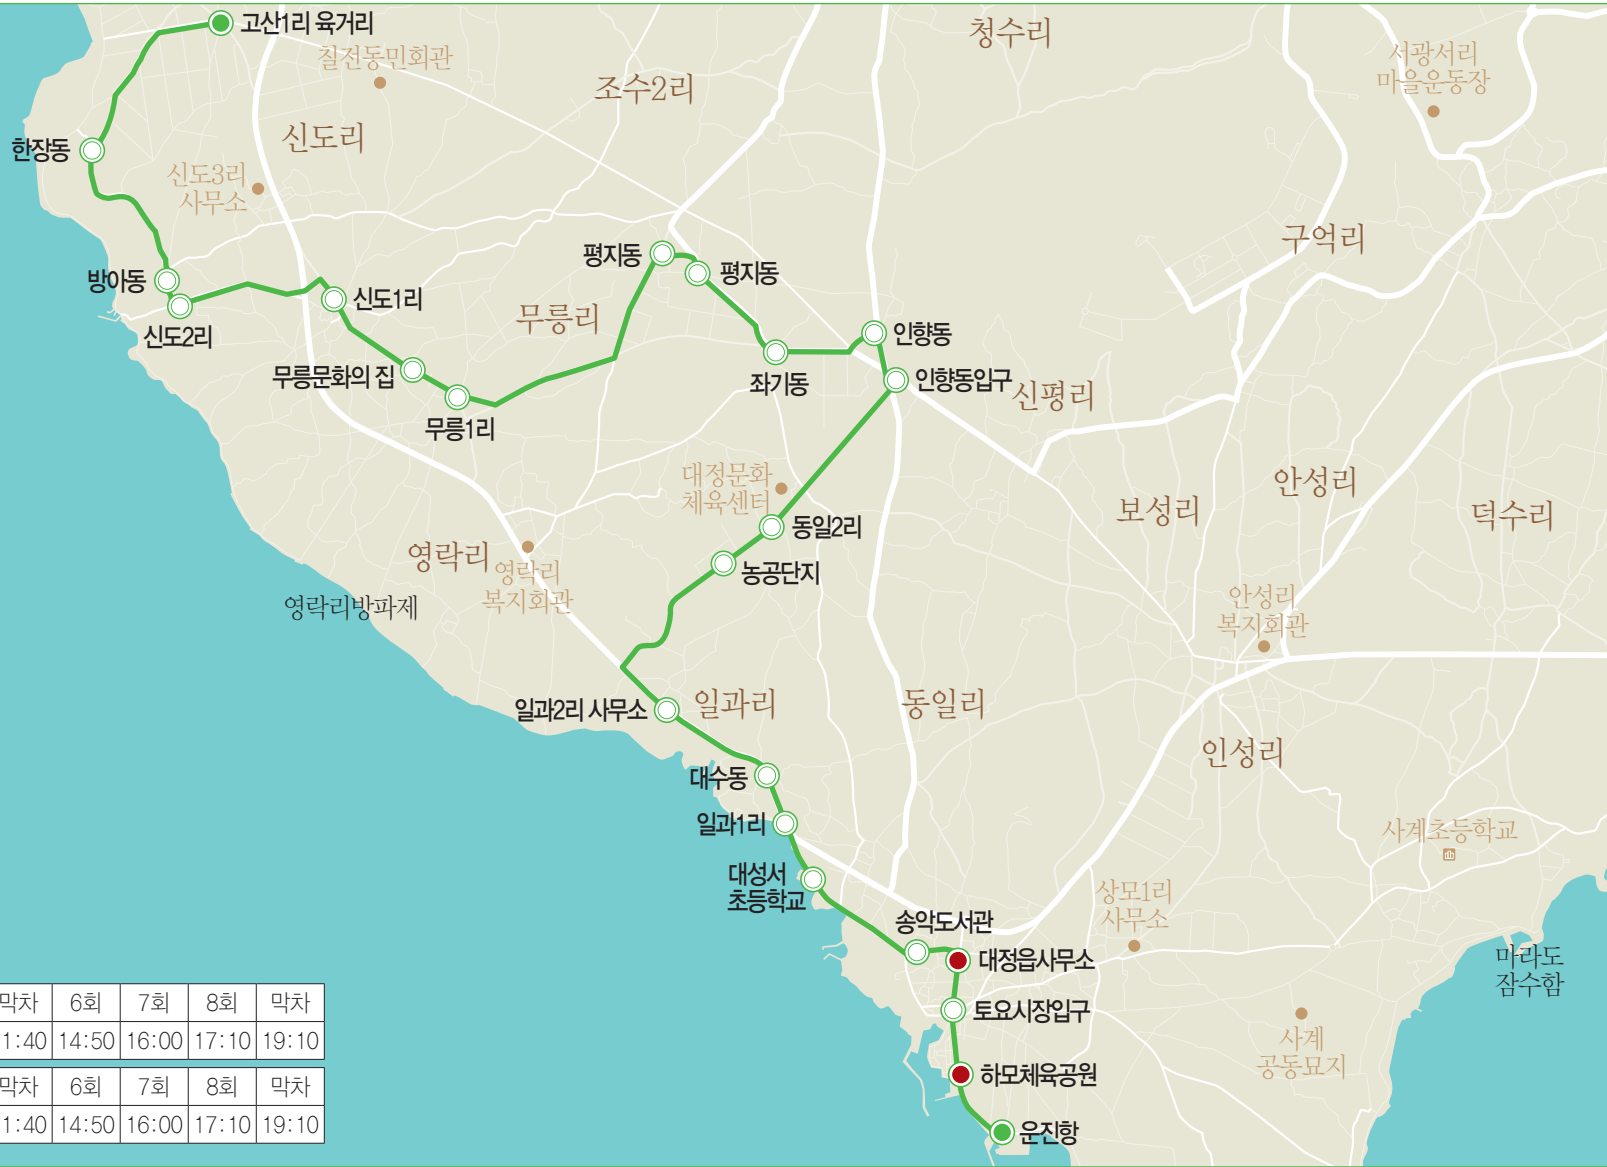 고산1리 육거리
청수리
칠전동민회관
서광서리
마을운동장
조수2리
신도리
한장동
신도3리
사무소
구억리
평지동
평지동
방아동
신도1리
무릉리
신도2리
인향동
무릉문화의 집
좌기동
인향동입구
신평리
무릉1리
대정문화
체육센터
안성리
보성리
덕수리
동일2리
영락리
영락리
복지회관
농공단지
영락리방파제
안성리
복지회관
일과2리 사무소
일과리
동일리
인성리
대수동
일과1리
사계초등학교
대성서
초등학교
상모1리
사무소
송악도서관
대정읍사무소
마라도
잠수함
토요시장입구
사계
공동묘지
하모체육공원
운진항
막차 6회 7회 8회 막차
1:40 14:50 16:00 17:10 19:10
막차 6회 7회 8회 막차
1:40 14:50 16:00 17:10 19:10